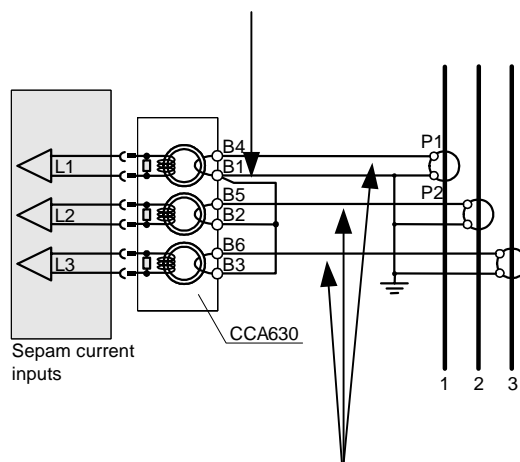 B4
P1
L1
B1
B5
P2
L2
B2
B6
L3
B3
CCA630
Sepam current
inputs
1 2 3